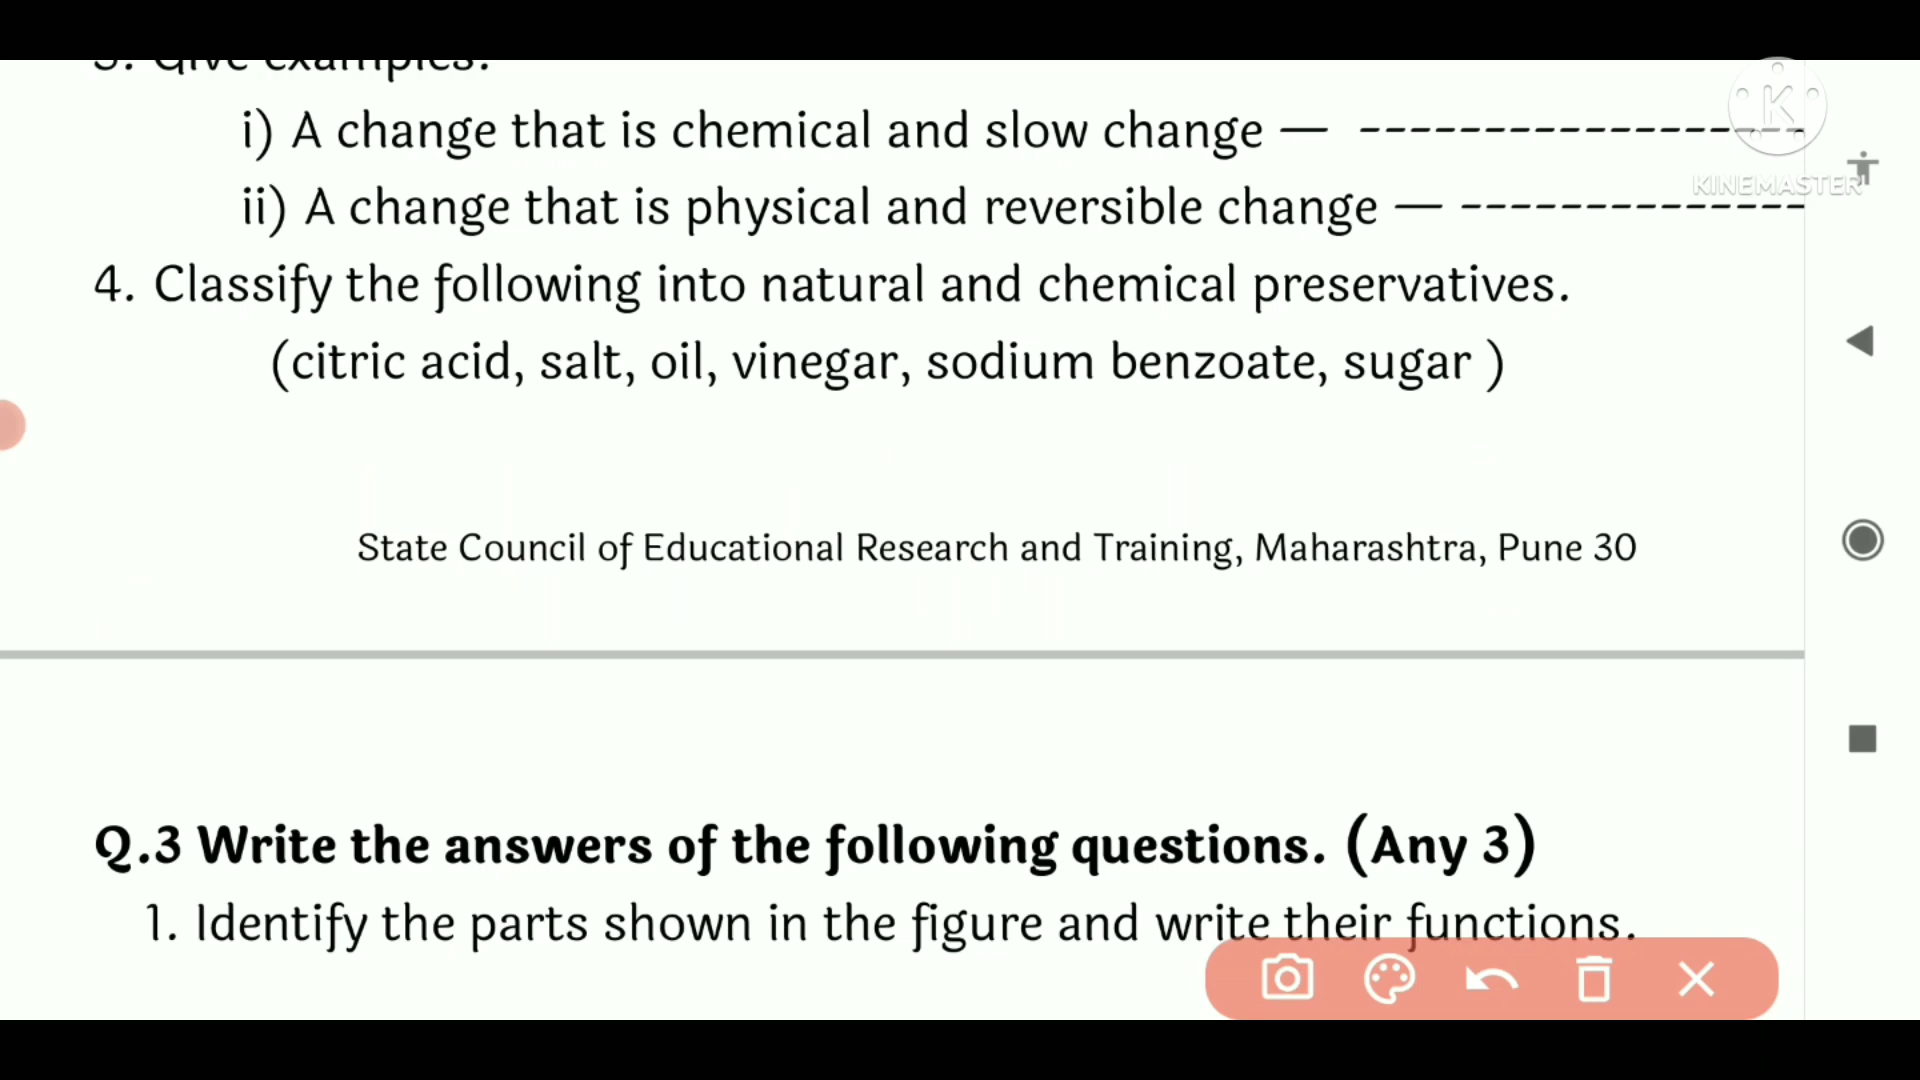 3. Give examples.
i) A change that is chemical and slow change — -----------------
KINEMASTER
ii) A change that is physical and reversible change — --------------
4. Classify the following into natural and chemical preservatives.
(citric acid, salt, oil, vinegar, sodium benzoate, sugar )
State Council of Educational Research and Training, Maharashtra, Pune 30
Q.3 Write the answers of the following questions. (Any 3)
1. Identify the parts shown in the figure and write their functions.